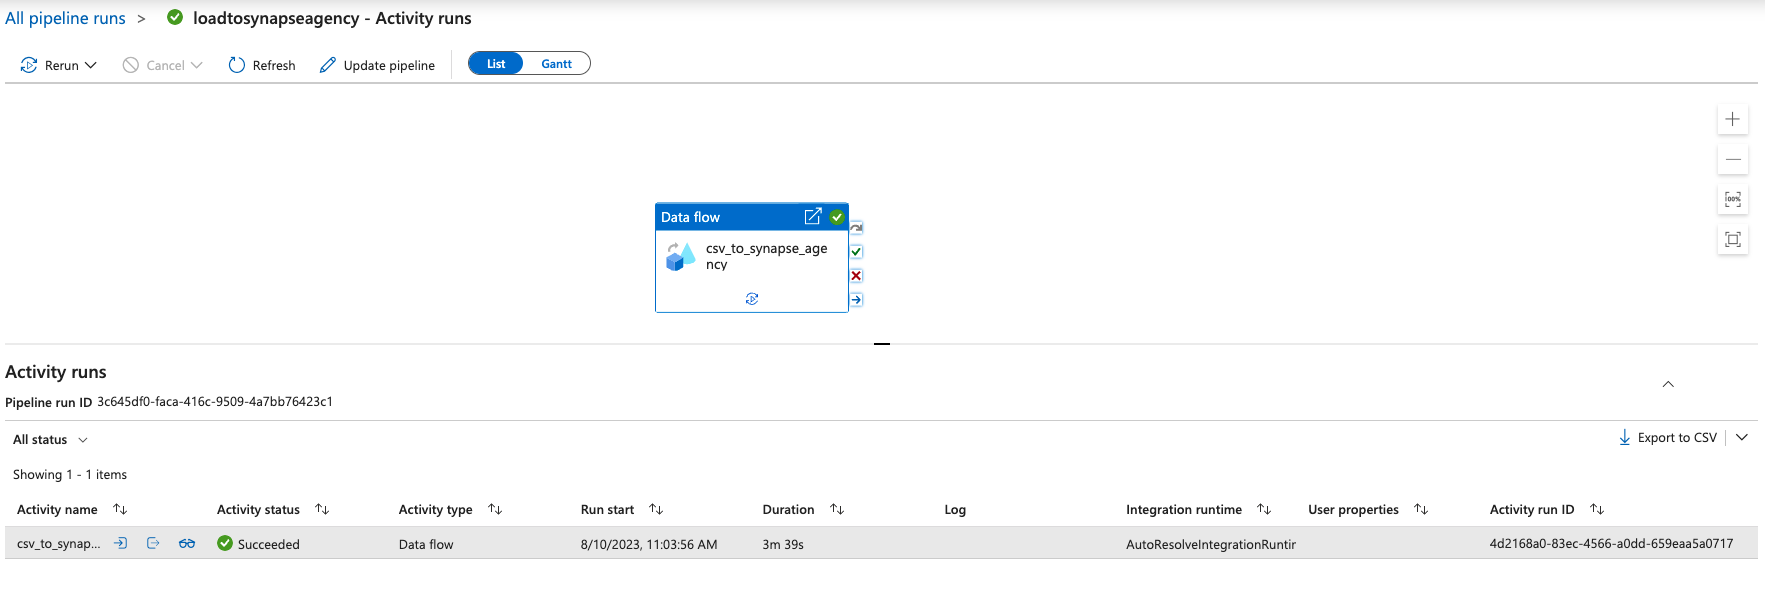 All pipeline runs > loadtosynapseagency - Activity runs
Rerun Cancel Refresh Update pipeline List Gantt
Data flow
csv_to_synapse_age
ncy
100%
Activity runs
Pipeline run ID 3c645df0-faca-416c-9509-4a7bb76423c1
All status
Export to CSV
Showing 1 - 1 items
Activity name Activity status Activity type Run start Duration Log Integration runtime User properties Activity run ID
csv_to_synap... Succeeded Data flow 8/10/2023, 11:03:56 AM 3m 39s AutoResolveIntegrationRuntir 4d2168a0-83ec-4566-a0dd-659eaa5a0717